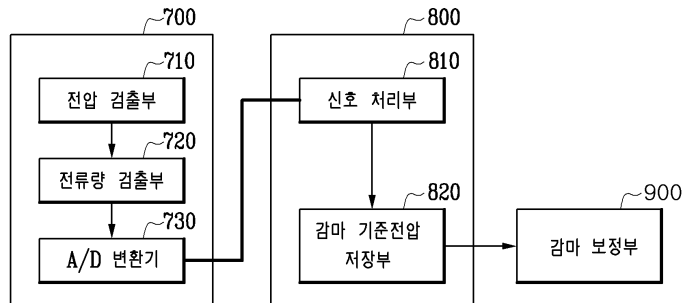 700
710
전압 검출부
720
전류량 검출부
730
A/D 변환기
800
810
신호 처리부
820
감마 기준전압
저장부
900
감마 보정부